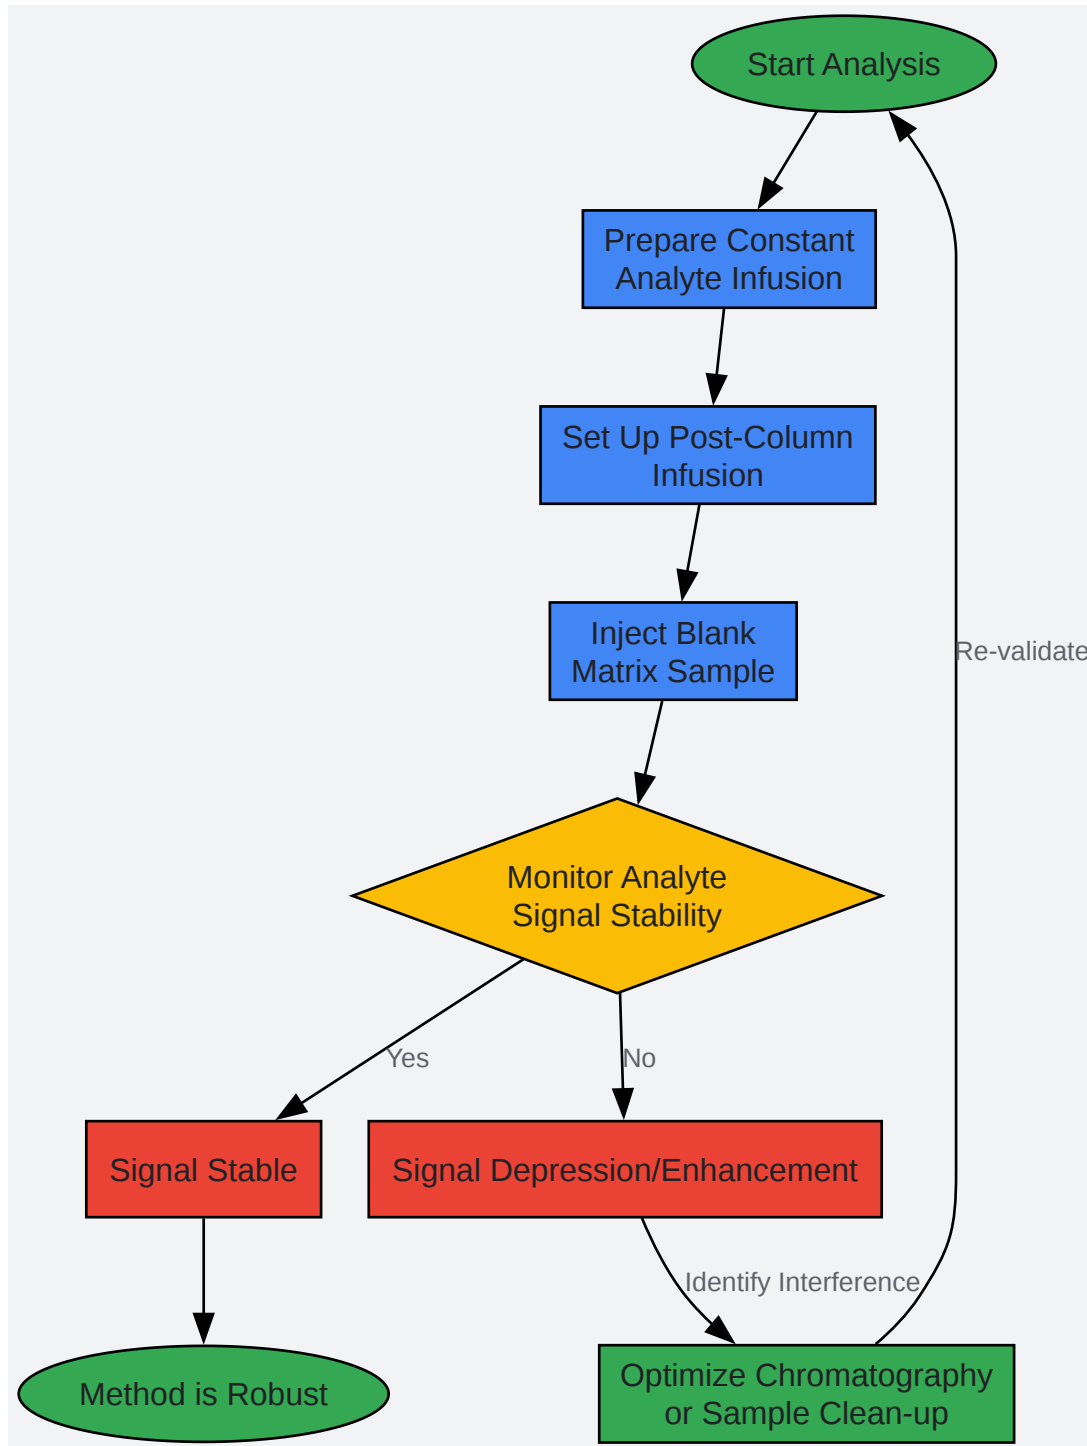 Start Analysis
Prepare Constant
Analyte Infusion
Set Up Post-Column
Infusion
Inject Blank
Matrix Sample
Re-validate
Monitor Analyte
Signal Stability
Yes
No
Signal Stable
Signal Depression/Enhancement
Identify Interference
Method is Robust
Optimize Chromatography
or Sample Clean-up